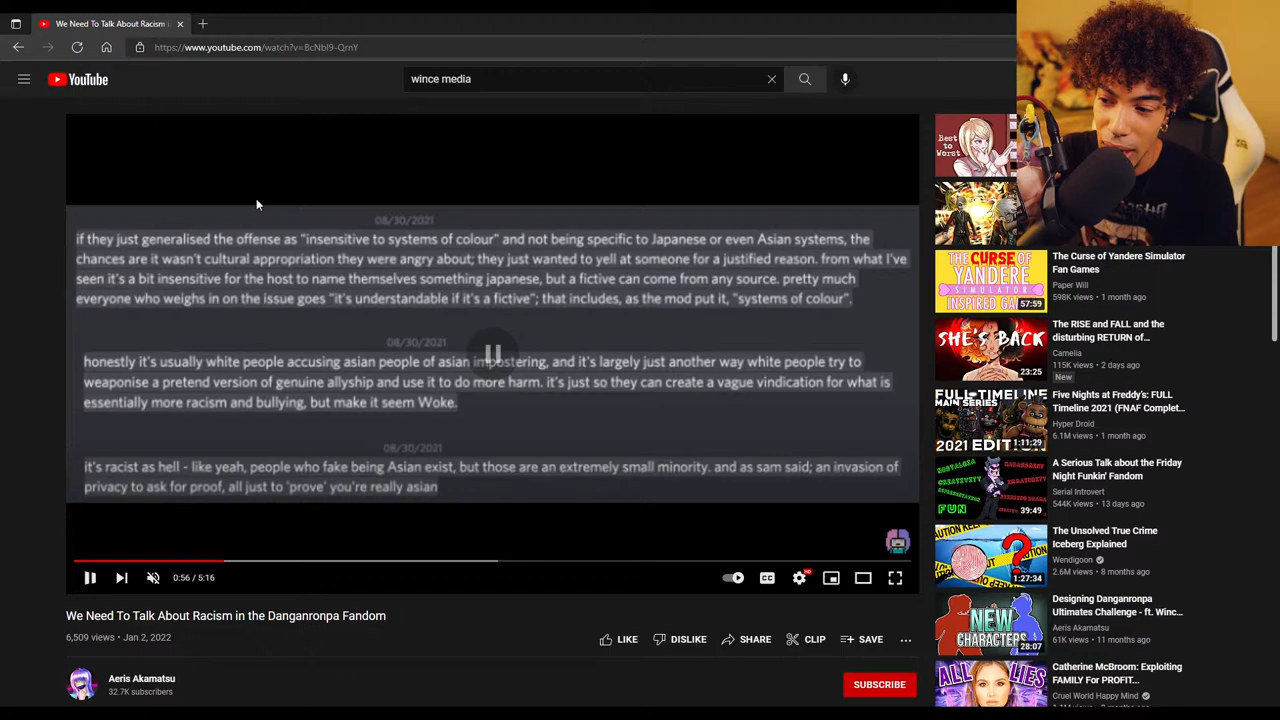 We Need To Talk About Racism i
https://www.youtube.com/watch?v=BcNbI9-QrnY
YouTube
wince media
08/30/2021
if they just generalised the offense as "insensitive to systems of colour" and not being specific to Japanese or even Asian systems, the
chances are it wasn't cultural appropriation they were angry about; they just wanted to yell at someone for a justified reason. from what I've
seen it's a bit insensitive for the host to name themselves something japanese, but a fictive can come from any source. pretty much
everyone who weighs in on the issue goes "it's understandable if it's a fictive"; that includes, as the mod put it, "systems of colour".
08/30/2021
honestly it's usually white people accusing asian people of asian impostering, and it's largely just another way white people try to
weaponise a pretend version of genuine allyship and use it to do more harm. it's just so they can create a vague vindication for what is
essentially more racism and bullying, but make it seem Woke.
08/30/2021
it's racist as hell - like yeah, people who fake being Asian exist, but those are an extremely small minority. and as sam said; an invasion of
privacy to ask for proof, all just to 'prove' you're really asian
0:56 / 5:16
CC
HD
We Need To Talk About Racism in the Danganronpa Fandom
6,509 views • Jan 2, 2022
LIKE
DISLIKE
SHARE
CLIP
SAVE
Aeris Akamatsu
32.7K subscribers
SUBSCRIBE
Best
to
Worst
THE CURSE OF
YANDERE
SIMULATOR
INSPIRED GA
57:59
The Curse of Yandere Simulator
Fan Games
Paper Will
598K views • 1 month ago
SHE'S BACK
23:25
The RISE and FALL and the
disturbing RETURN of...
Camelia
115K views • 2 days ago
New
FULL-TIMELINE
MAIN SERIES
2021 EDITION
1:11:29
Five Nights at Freddy's: FULL
Timeline 2021 (FNAF Complet...
Hyper Droid
6.1M views • 1 month ago
FUN
39:49
A Serious Talk about the Friday
Night Funkin' Fandom
Serial Introvert
544K views • 13 days ago
1:27:34
The Unsolved True Crime
Iceberg Explained
Wendigoon
2.6M views • 8 months ago
NEW
CHARACTERS
28:07
Designing Danganronpa
Ultimates Challenge - ft. Winc...
Aeris Akamatsu
61K views • 11 months ago
ALL LIES
Catherine McBroom: Exploiting
FAMILY For PROFIT...
Cruel World Happy Mind